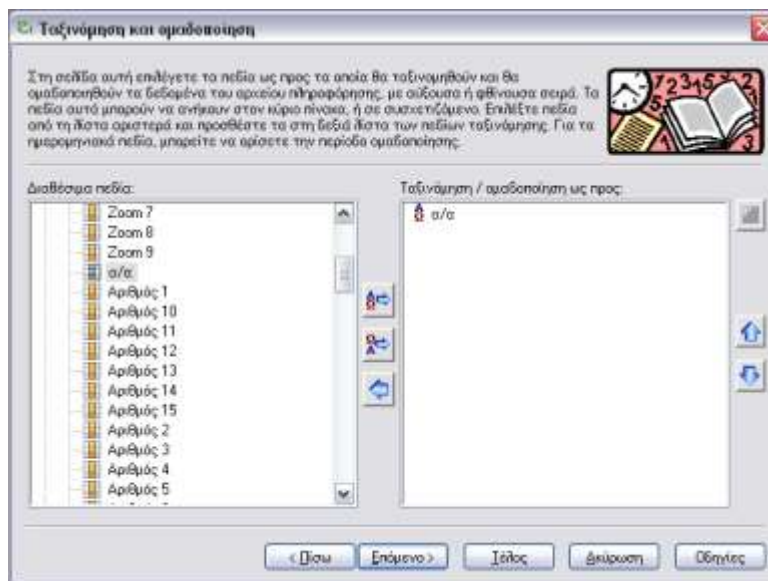 Ταξινόμηση και ομαδοποίηση
Στη σελίδα αυτή επιλέγετε τα πεδία ως προς τα οποία θα ταξινομηθούν και θα
ομαδοποιηθούν τα δεδομένα του αρχείου πληροφόρησης, με αύξουσα ή φθίνουσα σειρά. Τα
πεδία αυτά μπορούν να ανήκουν στον κύριο πίνακα, ή σε συσχετιζόμενο. Επιλέξτε πεδία
από τη λίστα αριστερά και προσθέστε τα στη δεξιά λίστα των πεδίων ταξινόμησης. Για τα
ημερομηνιακά πεδία, μπορείτε να ορίσετε την περίοδο ομαδοποίησης.
Διαθέσιμα πεδία:
Zoom 7
Zoom 8
Zoom 9
α/α
Αριθμός 1
Αριθμός 10
Αριθμός 11
Αριθμός 12
Αριθμός 13
Αριθμός 14
Αριθμός 15
Αριθμός 2
Αριθμός 3
Αριθμός 4
Αριθμός 5
Ταξινόμηση / ομαδοποίηση ως προς:
α/α
< Πίσω
Επόμενο >
Τέλος
Ακύρωση
Οδηγίες